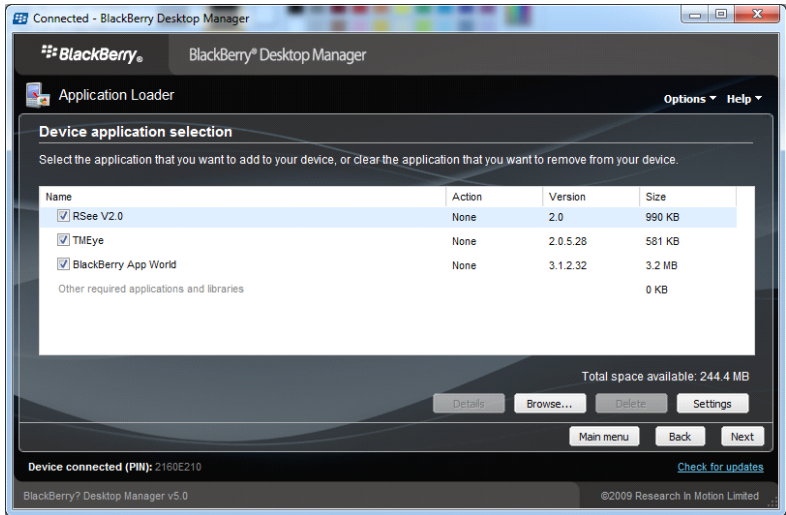 Connected - BlackBerry Desktop Manager
BlackBerry® BlackBerry® Desktop Manager
Application Loader Options Help
Device application selection
Select the application that you want to add to your device, or clear the application that you want to remove from your device.
Name Action Version Size
RSee V2.0 None 2.0 990 KB
TMEye None 2.0.5.28 581 KB
BlackBerry App World None 3.1.2.32 3.2 MB
Other required applications and libraries 0 KB
Total space available: 244.4 MB
Details Browse... Delete Settings
Main menu Back Next
Device connected (PIN): 2160E210 Check for updates
BlackBerry? Desktop Manager v5.0 ©2009 Research In Motion Limited